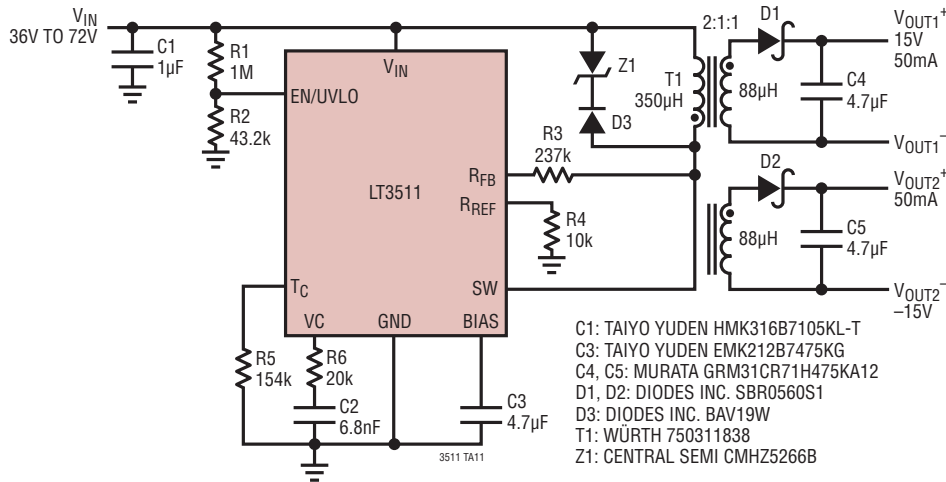 VIN
36V TO 72V
C1
1µF
R1
1M
R2
43.2k
VIN
EN/UVLO
LT3511
RFB
RREF
SW
TC
VC
GND
BIAS
Z1
D3
R3
237k
R4
10k
T1
350µH
2:1:1
D1
88µH
C4
4.7µF
VOUT1+
15V
50mA
VOUT1–
D2
88µH
C5
4.7µF
VOUT2+
50mA
VOUT2–
–15V
R5
154k
R6
20k
C2
6.8nF
C3
4.7µF
3511 TA11
C1: TAIYO YUDEN HMK316B7105KL-T
C3: TAIYO YUDEN EMK212B7475KG
C4, C5: MURATA GRM31CR71H475KA12
D1, D2: DIODES INC. SBR0560S1
D3: DIODES INC. BAV19W
T1: WÜRTH 750311838
Z1: CENTRAL SEMI CMHZ5266B